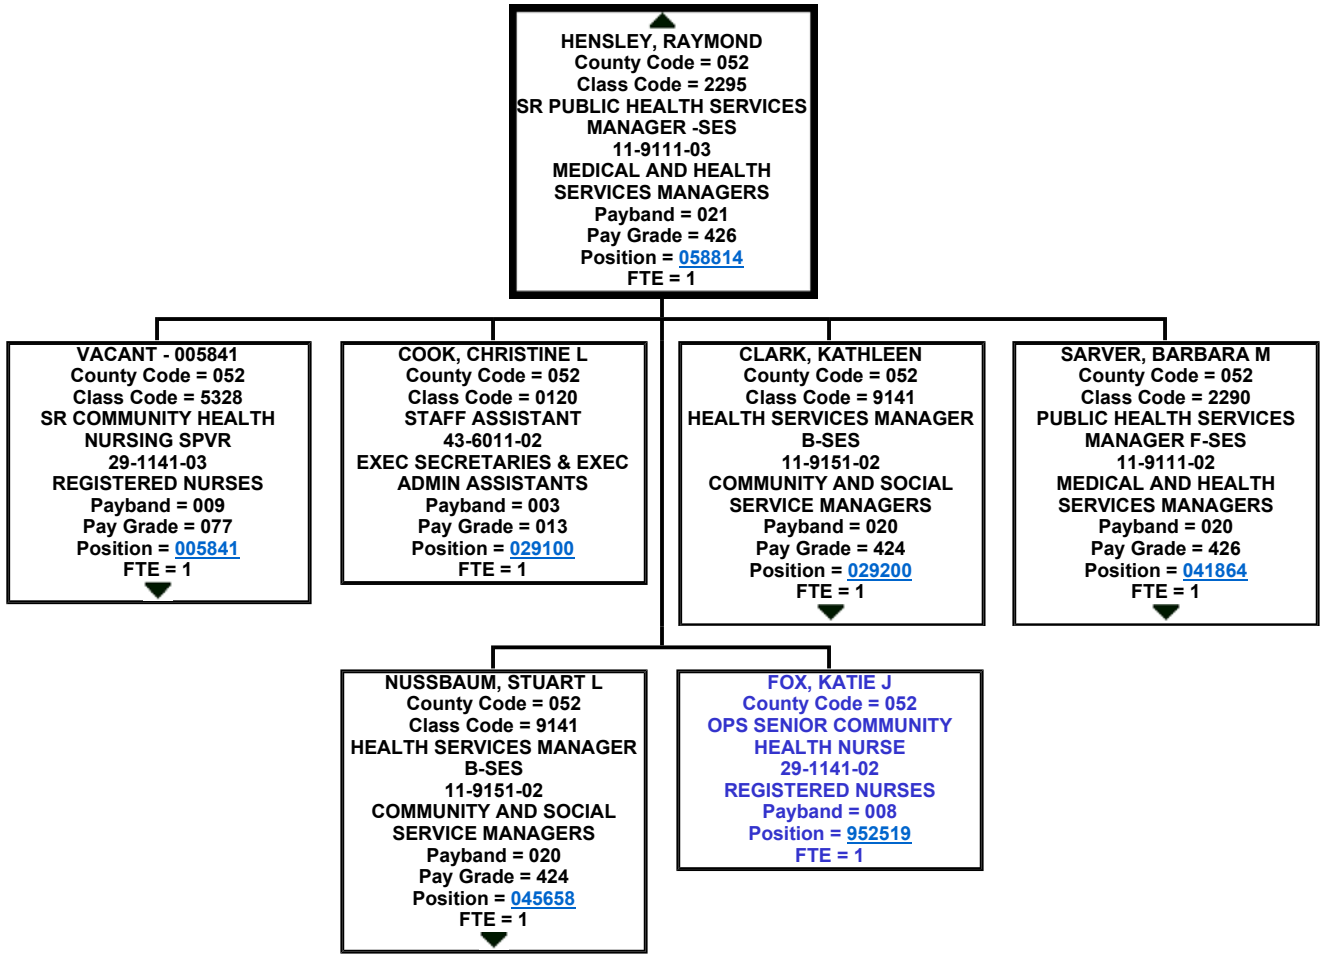 HENSLEY, RAYMOND
County Code = 052
Class Code = 2295
SR PUBLIC HEALTH SERVICES
MANAGER -SES
11-9111-03
MEDICAL AND HEALTH
SERVICES MANAGERS
Payband = 021
Pay Grade = 426
Position = 058814
FTE = 1
VACANT - 005841
County Code = 052
Class Code = 5328
SR COMMUNITY HEALTH
NURSING SPVR
29-1141-03
REGISTERED NURSES
Payband = 009
Pay Grade = 077
Position = 005841
FTE = 1
COOK, CHRISTINE L
County Code = 052
Class Code = 0120
STAFF ASSISTANT
43-6011-02
EXEC SECRETARIES & EXEC
ADMIN ASSISTANTS
Payband = 003
Pay Grade = 013
Position = 029100
FTE = 1
CLARK, KATHLEEN
County Code = 052
Class Code = 9141
HEALTH SERVICES MANAGER
B-SES
11-9151-02
COMMUNITY AND SOCIAL
SERVICE MANAGERS
Payband = 020
Pay Grade = 424
Position = 029200
FTE = 1
SARVER, BARBARA M
County Code = 052
Class Code = 2290
PUBLIC HEALTH SERVICES
MANAGER F-SES
11-9111-02
MEDICAL AND HEALTH
SERVICES MANAGERS
Payband = 020
Pay Grade = 426
Position = 041864
FTE = 1
NUSSBAUM, STUART L
County Code = 052
Class Code = 9141
HEALTH SERVICES MANAGER
B-SES
11-9151-02
COMMUNITY AND SOCIAL
SERVICE MANAGERS
Payband = 020
Pay Grade = 424
Position = 045658
FTE = 1
FOX, KATIE J
County Code = 052
OPS SENIOR COMMUNITY
HEALTH NURSE
29-1141-02
REGISTERED NURSES
Payband = 008
Position = 952519
FTE = 1